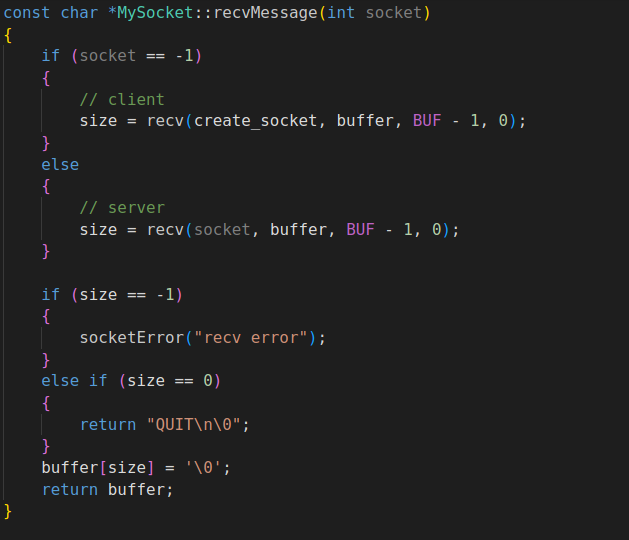 const char *MySocket::recvMessage(int socket)
{
    if (socket == -1)
    {
        // client
        size = recv(create_socket, buffer, BUF - 1, 0);
    }
    else
    {
        // server
        size = recv(socket, buffer, BUF - 1, 0);
    }

    if (size == -1)
    {
        socketError("recv error");
    }
    else if (size == 0)
    {
        return "QUIT\n\0";
    }
    buffer[size] = '\0';
    return buffer;
}